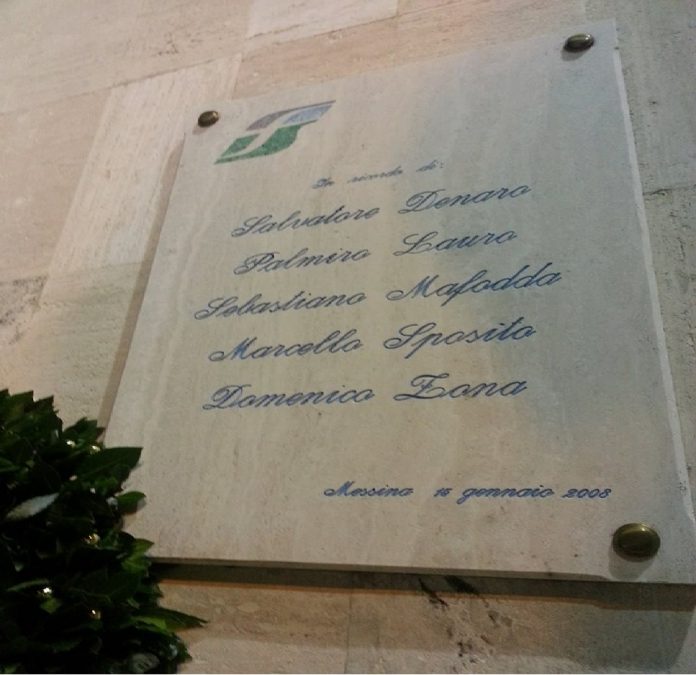 In ricordo di:
Salvatore Denaro
Palmiro Lauro
Sebastiano Mafodda
Marcello Sposito
Domenico Zona
Messina 15 gennaio 2008